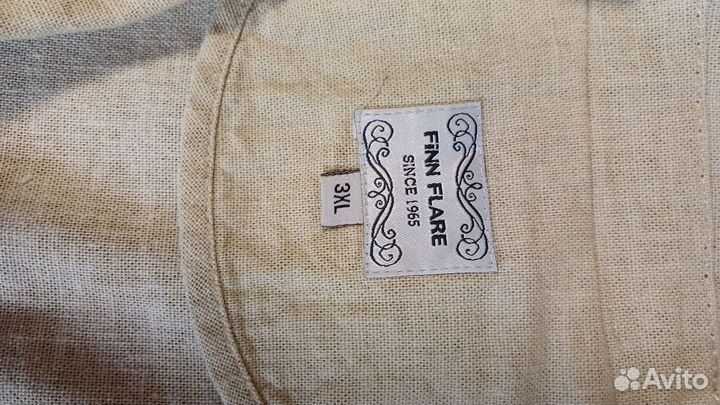 FiNN FLARE
SiNCE 1965
3XL
Avito